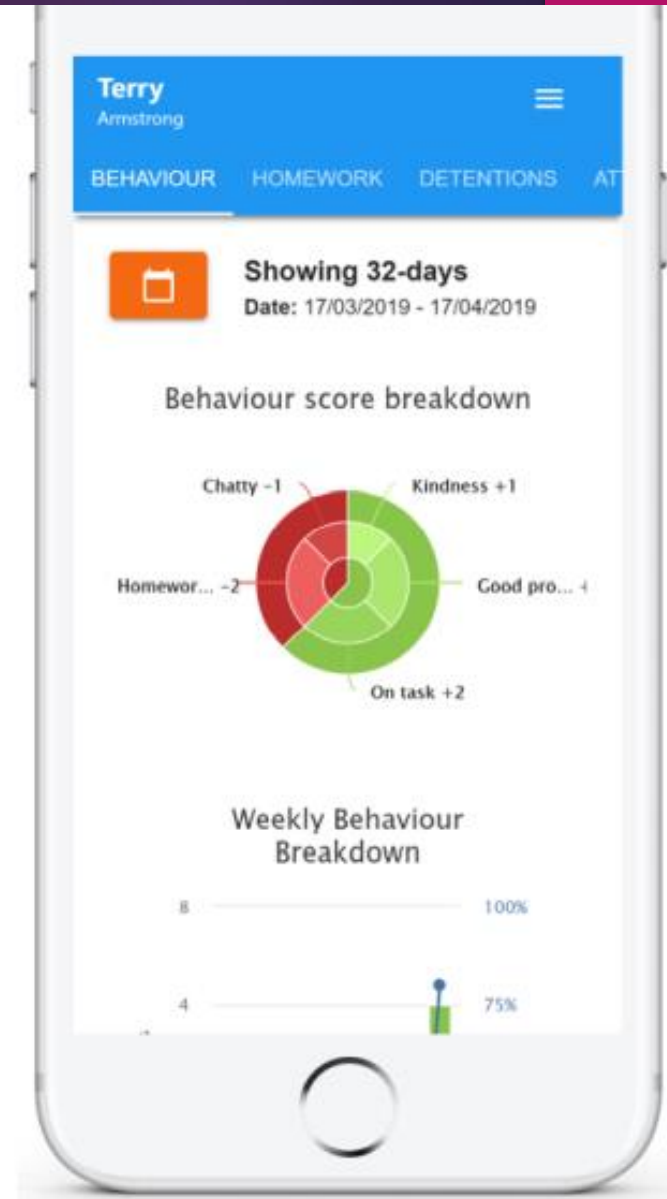 Terry
Armstrong
BEHAVIOUR HOMEWORK DETENTIONS AT
Showing 32-days
Date: 17/03/2019 - 17/04/2019
Behaviour score breakdown
Chatty -1 Kindness +1
Homewor... -2 Good pro...
On task +2
Weekly Behaviour
Breakdown
8 100%
4 75%